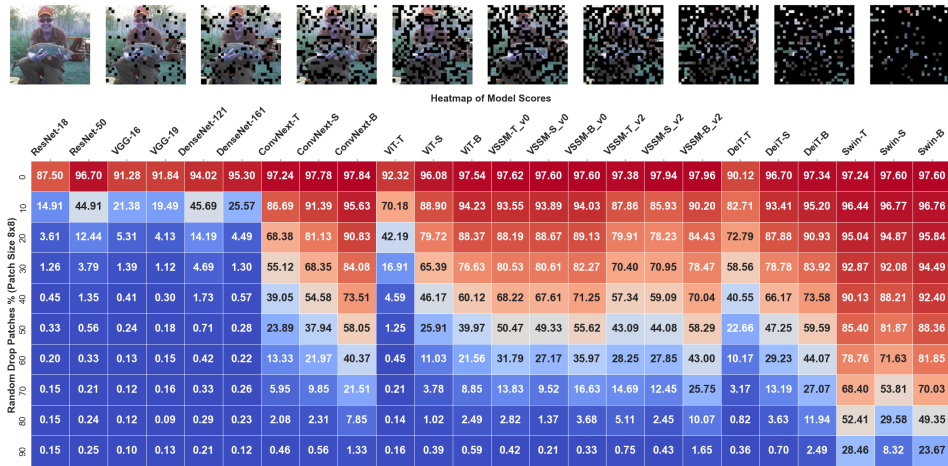 Heatmap of Model Scores
ResNet-18 ResNet-50 VGG-16 VGG-19 DenseNet-121 DenseNet-161 ConvNext-T ConvNext-S ConvNext-B ViT-T ViT-S ViT-B VSSM-T_v0 VSSM-S_v0 VSSM-B_v0 VSSM-T_v2 VSSM-S_v2 VSSM-B_v2 DeiT-T DeiT-S DeiT-B Swin-T Swin-S Swin-B
Random Drop Patches % (Patch Size 8x8)
0 87.50 96.70 91.28 91.84 94.02 95.30 97.24 97.78 97.84 92.32 96.08 97.54 97.62 97.60 97.60 97.38 97.94 97.96 90.12 96.70 97.34 97.24 97.60 97.60
10 14.91 44.91 21.38 19.49 45.69 25.57 86.69 91.39 95.63 70.18 88.90 94.23 93.55 93.89 94.03 87.86 85.93 90.20 82.71 93.41 95.20 96.44 96.77 96.76
20 3.61 12.44 5.31 4.13 14.19 4.49 68.38 81.13 90.83 42.19 79.72 88.37 88.19 88.67 89.13 79.91 78.23 84.43 72.79 87.88 90.93 95.04 94.87 95.84
30 1.26 3.79 1.39 1.12 4.69 1.30 55.12 68.35 84.08 16.91 65.39 76.63 80.53 80.61 82.27 70.40 70.95 78.47 58.56 78.78 83.92 92.87 92.08 94.49
40 0.45 1.35 0.41 0.30 1.73 0.57 39.05 54.58 73.51 4.59 46.17 60.12 68.22 67.61 71.25 57.34 59.09 70.04 40.55 66.17 73.58 90.13 88.21 92.40
50 0.33 0.56 0.24 0.18 0.71 0.28 23.89 37.94 58.05 1.25 25.91 39.97 50.47 49.33 55.62 43.09 44.08 58.29 22.66 47.25 59.59 85.40 81.87 88.36
60 0.20 0.33 0.13 0.15 0.42 0.22 13.33 21.97 40.37 0.45 11.03 21.56 31.79 27.17 35.97 28.25 27.85 43.00 10.17 29.23 44.07 78.76 71.63 81.85
70 0.15 0.21 0.12 0.16 0.33 0.26 5.95 9.85 21.51 0.21 3.78 8.85 13.83 9.52 16.63 14.69 12.45 25.75 3.17 13.19 27.07 68.40 53.81 70.03
80 0.15 0.24 0.12 0.09 0.29 0.23 2.08 2.31 7.85 0.14 1.02 2.49 2.82 1.37 3.68 5.11 2.45 10.07 0.82 3.63 11.94 52.41 29.58 49.35
90 0.15 0.25 0.10 0.13 0.21 0.32 0.46 0.56 1.33 0.16 0.39 0.59 0.42 0.21 0.33 0.75 0.43 1.65 0.36 0.70 2.49 28.46 8.32 23.67